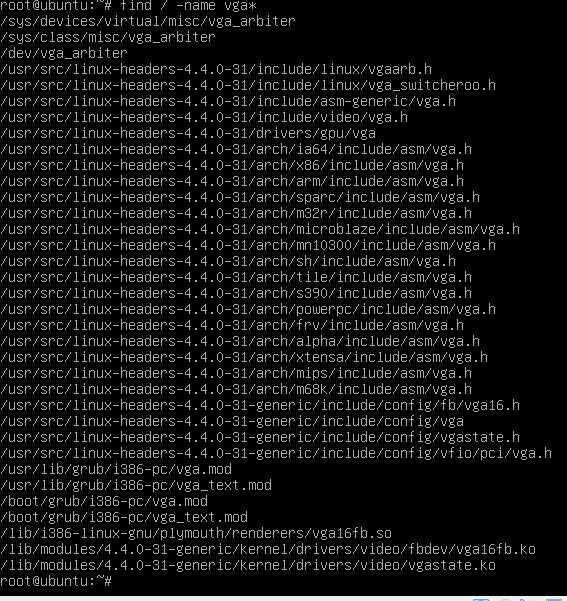 root@ubuntu:~# find / -name vga*
/sys/devices/virtual/misc/vga_arbiter
/sys/class/misc/vga_arbiter
/dev/vga_arbiter
/usr/src/linux-headers-4.4.0-31/include/linux/vgaarb.h
/usr/src/linux-headers-4.4.0-31/include/linux/vga_switcheroo.h
/usr/src/linux-headers-4.4.0-31/include/asm-generic/vga.h
/usr/src/linux-headers-4.4.0-31/include/video/vga.h
/usr/src/linux-headers-4.4.0-31/drivers/gpu/vga
/usr/src/linux-headers-4.4.0-31/arch/ia64/include/asm/vga.h
/usr/src/linux-headers-4.4.0-31/arch/x86/include/asm/vga.h
/usr/src/linux-headers-4.4.0-31/arch/arm/include/asm/vga.h
/usr/src/linux-headers-4.4.0-31/arch/sparc/include/asm/vga.h
/usr/src/linux-headers-4.4.0-31/arch/m32r/include/asm/vga.h
/usr/src/linux-headers-4.4.0-31/arch/microblaze/include/asm/vga.h
/usr/src/linux-headers-4.4.0-31/arch/mn10300/include/asm/vga.h
/usr/src/linux-headers-4.4.0-31/arch/sh/include/asm/vga.h
/usr/src/linux-headers-4.4.0-31/arch/tile/include/asm/vga.h
/usr/src/linux-headers-4.4.0-31/arch/s390/include/asm/vga.h
/usr/src/linux-headers-4.4.0-31/arch/powerpc/include/asm/vga.h
/usr/src/linux-headers-4.4.0-31/arch/frv/include/asm/vga.h
/usr/src/linux-headers-4.4.0-31/arch/alpha/include/asm/vga.h
/usr/src/linux-headers-4.4.0-31/arch/xtensa/include/asm/vga.h
/usr/src/linux-headers-4.4.0-31/arch/mips/include/asm/vga.h
/usr/src/linux-headers-4.4.0-31/arch/m68k/include/asm/vga.h
/usr/src/linux-headers-4.4.0-31-generic/include/config/fb/vga16.h
/usr/src/linux-headers-4.4.0-31-generic/include/config/vga
/usr/src/linux-headers-4.4.0-31-generic/include/config/vgastate.h
/usr/src/linux-headers-4.4.0-31-generic/include/config/vfio/pci/vga.h
/usr/lib/grub/i386-pc/vga.mod
/usr/lib/grub/i386-pc/vga_text.mod
/boot/grub/i386-pc/vga.mod
/boot/grub/i386-pc/vga_text.mod
/lib/i386-linux-gnu/plymouth/renderers/vga16fb.so
/lib/modules/4.4.0-31-generic/kernel/drivers/video/fbdev/vga16fb.ko
/lib/modules/4.4.0-31-generic/kernel/drivers/video/vgastate.ko
root@ubuntu:~#